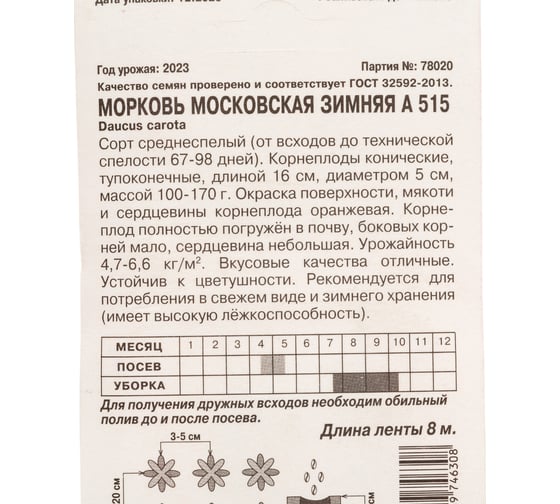 Год урожая: 2023 Партия №: 78020
Качество семян проверено и соответствует ГОСТ 32592-2013.
МОРКОВЬ МОСКОВСКАЯ ЗИМНЯЯ А 515
Daucus carota
Сорт среднеспелый (от всходов до технической
спелости 67-98 дней). Корнеплоды конические,
тупоконечные, длиной 16 см, диаметром 5 см,
массой 100-170 г. Окраска поверхности, мякоти
и сердцевины корнеплода оранжевая. Корне-
плод полностью погружён в почву, боковых кор-
ней мало, сердцевина небольшая. Урожайность
4,7-6,6 кг/м². Вкусовые качества отличные.
Устойчив к цветушности. Рекомендуется для
потребления в свежем виде и зимнего хранения
(имеет высокую лёжкоспособность).
МЕСЯЦ 1 2 3 4 5 6 7 8 9 10 11 12
ПОСЕВ
УБОРКА
Для получения дружных всходов необходим обильный
полив до и после посева.
Длина ленты 8 м.
3-5 см
20 см
9746308